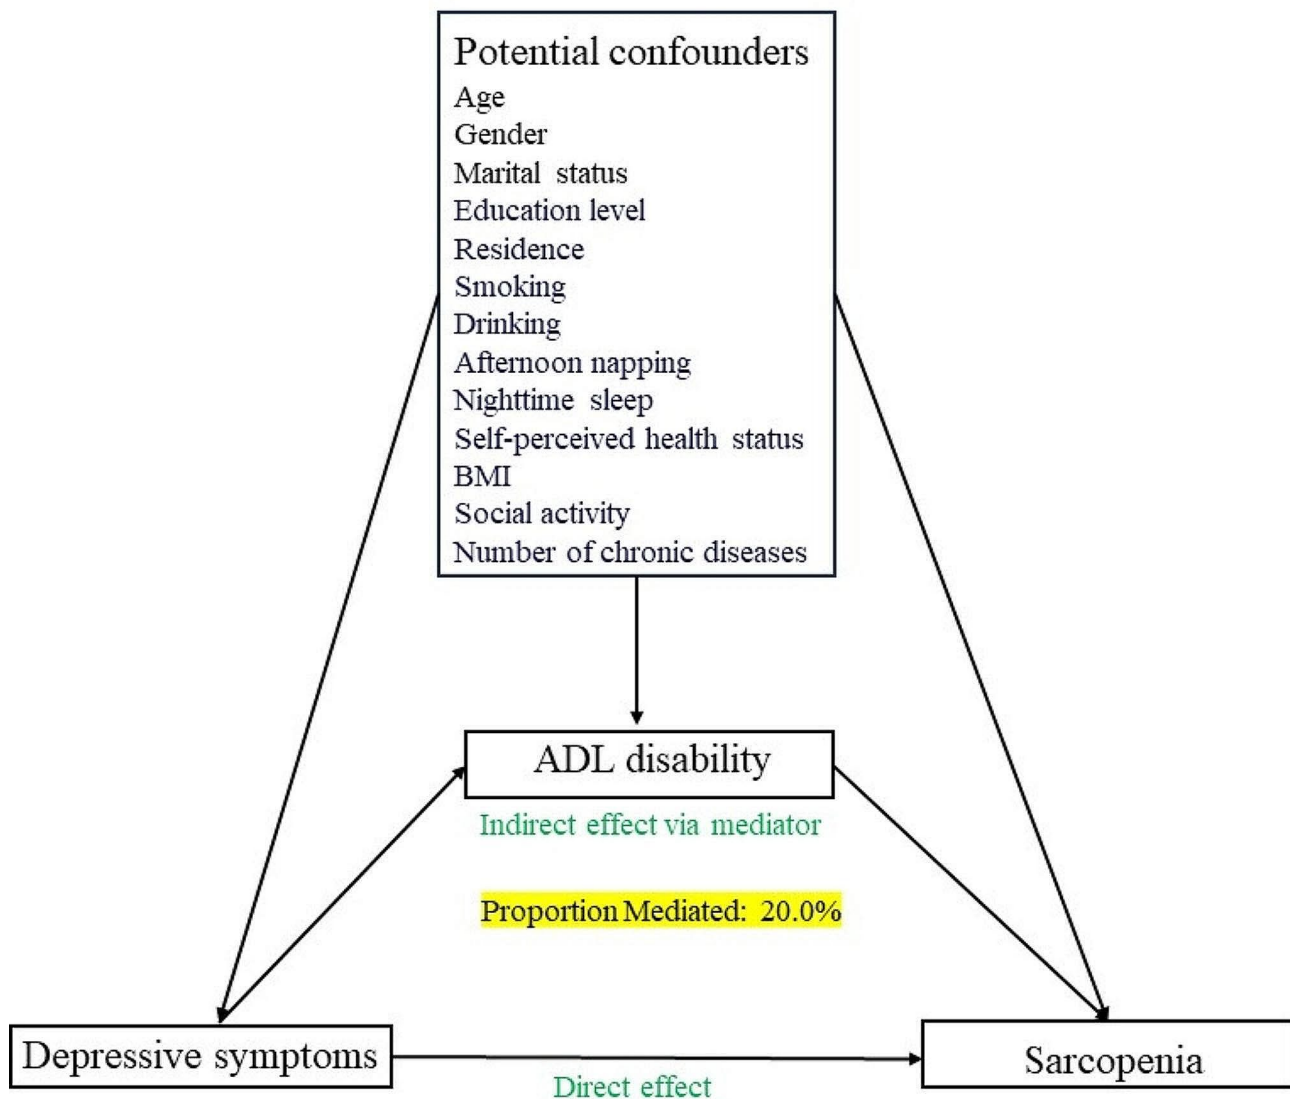 Potential confounders
Age
Gender
Marital status
Education level
Residence
Smoking
Drinking
Afternoon napping
Nighttime sleep
Self-perceived health status
BMI
Social activity
Number of chronic diseases
ADL disability
Indirect effect via mediator
Proportion Mediated: 20.0%
Depressive symptoms
Direct effect
Sarcopenia